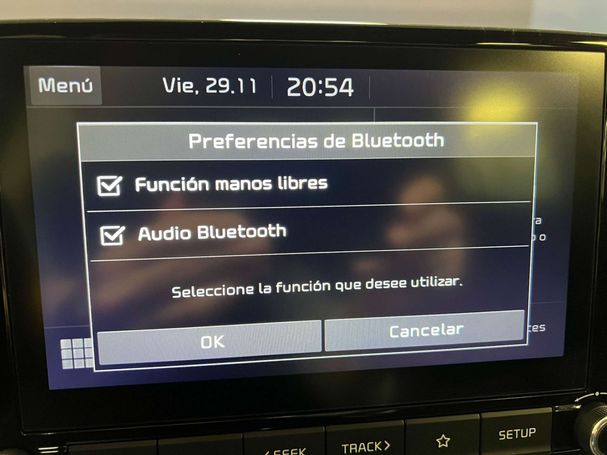 Menú
Vie, 29.11
20:54
Preferencias de Bluetooth
Función manos libres
Audio Bluetooth
Seleccione la función que desee utilizar.
OK
Cancelar
SEEK
TRACK>
SETUP